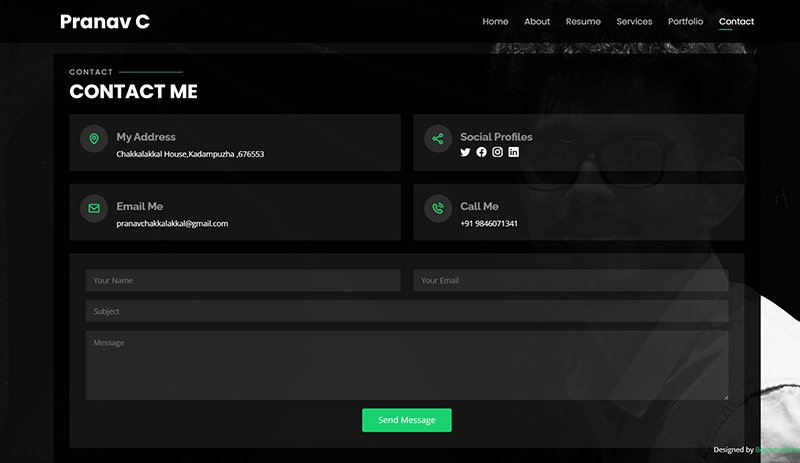 Pranav C
Home About Resume Services Portfolio Contact
CONTACT
CONTACT ME
My Address
Chakkalakkal House,Kadampuzha ,676553
Social Profiles
Email Me
pranavchakkalakkal@gmail.com
Call Me
+91 9846071341
Your Name
Your Email
Subject
Message
Send Message
Designed by